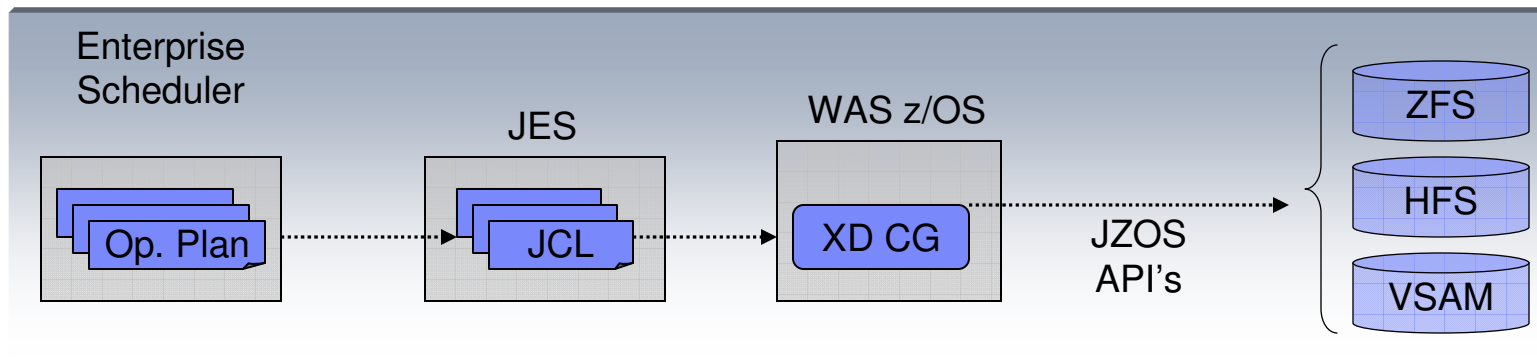 Enterprise
Scheduler
Op. Plan
JES
JCL
WAS z/OS
XD CG
JZOS
API's
ZFS
HFS
VSAM